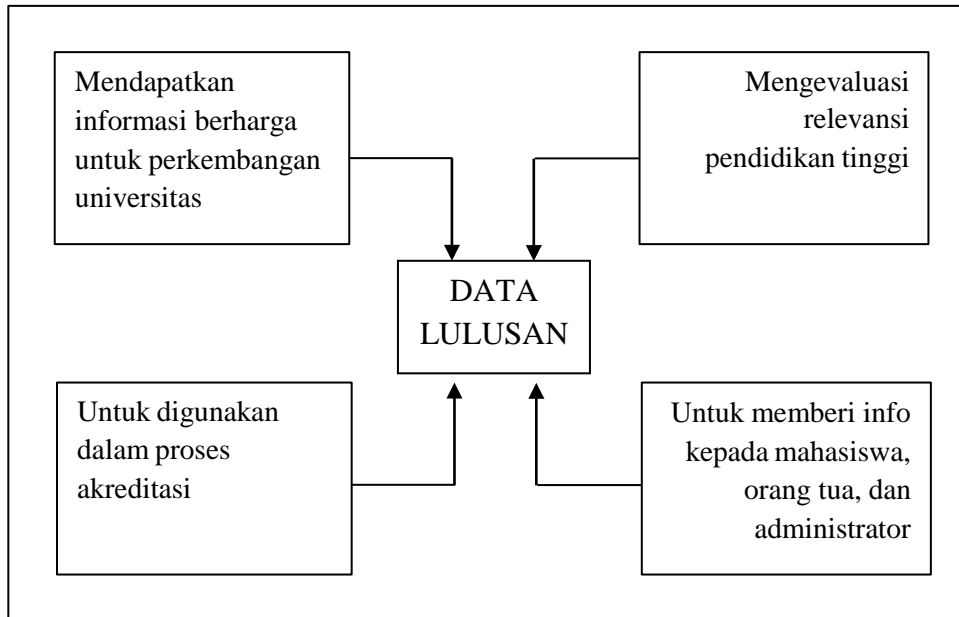 Mendapatkan
informasi berharga
untuk perkembangan
universitas
Mengevaluasi
relevansi
pendidikan tinggi
DATA
LULUSAN
Untuk digunakan
dalam proses
akreditasi
Untuk memberi info
kepada mahasiswa,
orang tua, dan
administrator